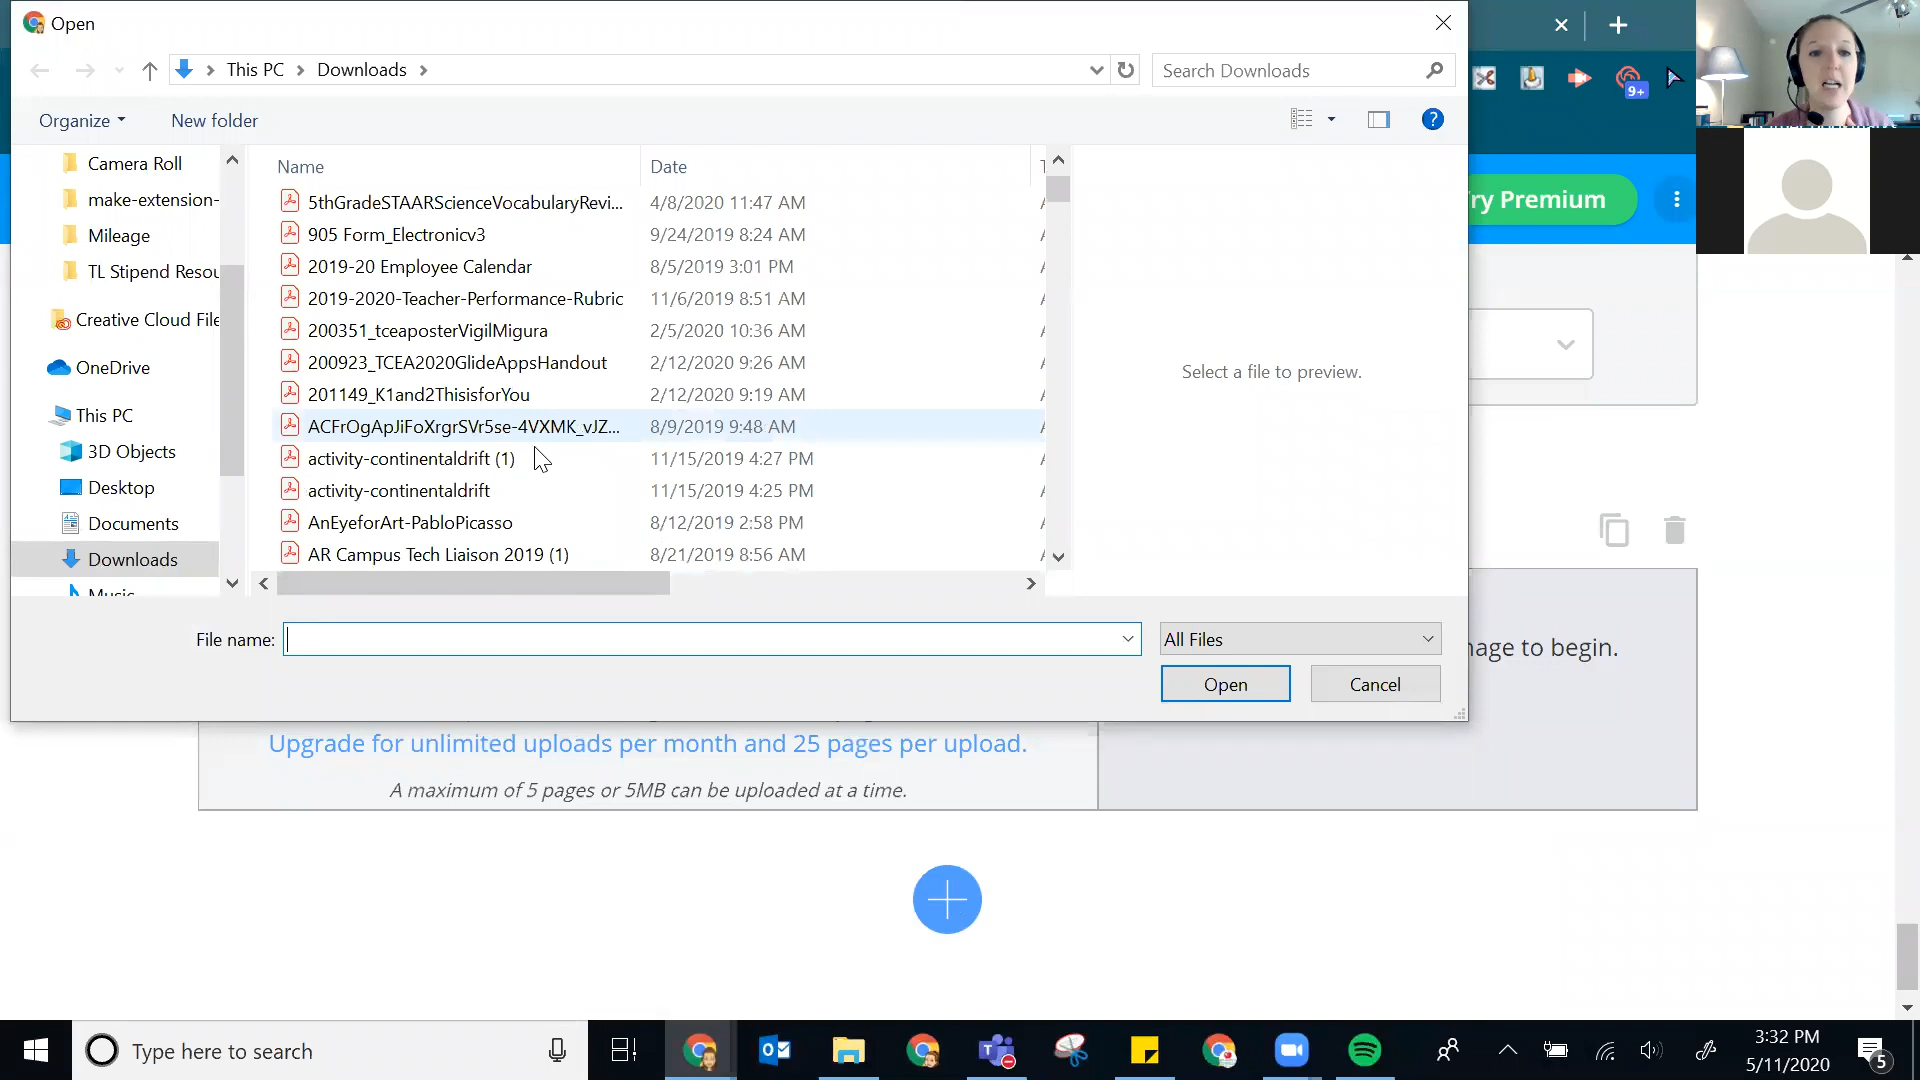 Open
This PC
Downloads
Search Downloads
9+
Organize
New folder
?
Camera Roll
make-extension-
Mileage
TL Stipend Resou
Creative Cloud File
OneDrive
This PC
3D Objects
Desktop
Documents
Downloads
Music
Name Date
5thGradeSTAARScienceVocabularyRevi... 4/8/2020 11:47 AM
905 Form_Electronicv3 9/24/2019 8:24 AM
2019-20 Employee Calendar 8/5/2019 3:01 PM
2019-2020-Teacher-Performance-Rubric 11/6/2019 8:51 AM
200351_tceaposterVigilMigura 2/5/2020 10:36 AM
200923_TCEA2020GlideAppsHandout 2/12/2020 9:26 AM
201149_K1and2ThisisforYou 2/12/2020 9:19 AM
ACFrOgApJiFoXrgrSVr5se-4VXMK_vJZ... 8/9/2019 9:48 AM
activity-continentaldrift (1) 11/15/2019 4:27 PM
activity-continentaldrift 11/15/2019 4:25 PM
AnEyeforArt-PabloPicasso 8/12/2019 2:58 PM
AR Campus Tech Liaison 2019 (1) 8/21/2019 8:56 AM
Select a file to preview.
File name:
All Files
Open
Cancel
ry Premium
nage to begin.
Upgrade for unlimited uploads per month and 25 pages per upload.
A maximum of 5 pages or 5MB can be uploaded at a time.
Type here to search
3:32 PM
5/11/2020
5